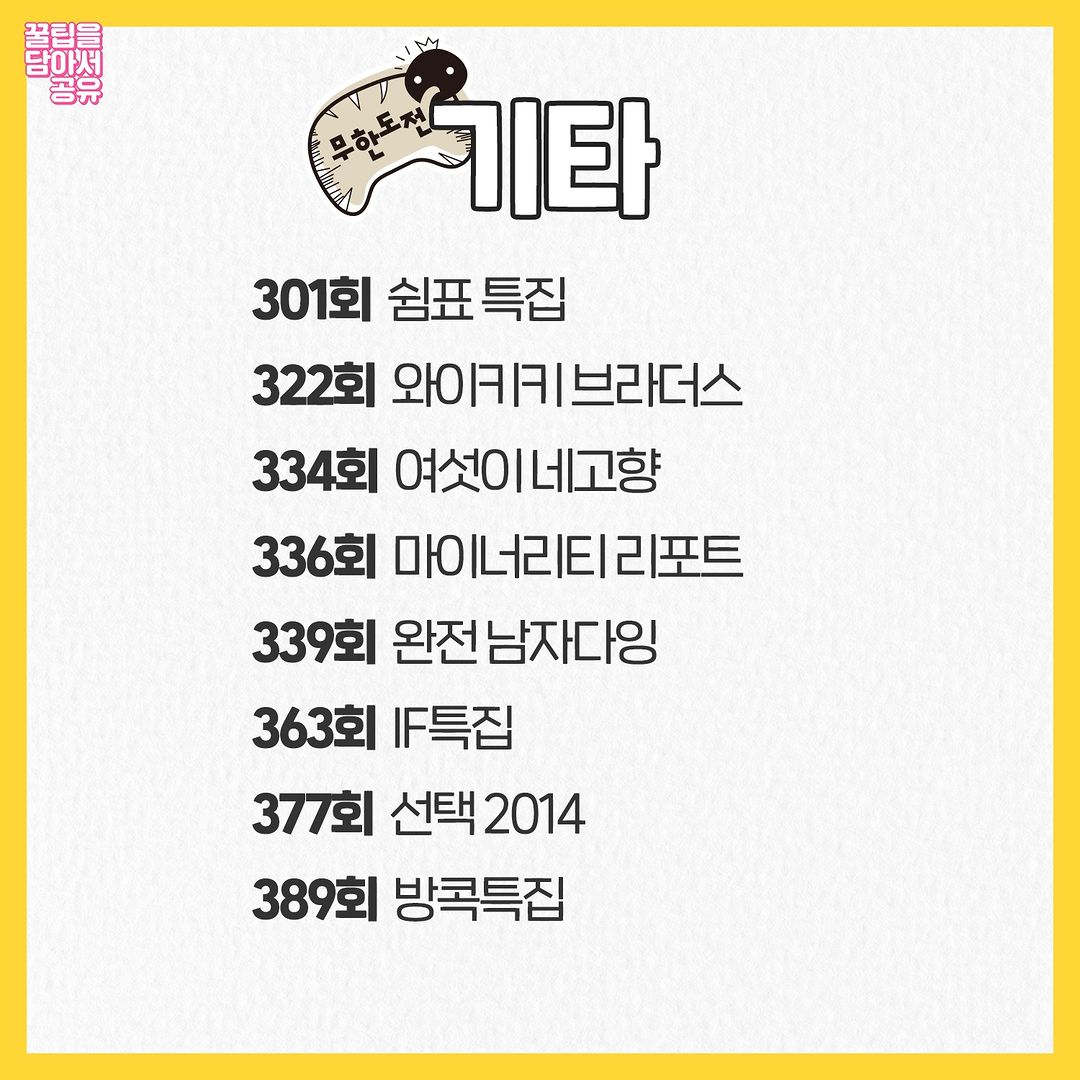 꿀팁을
담아서
공유
무한도전
기타
301회 쉼표 특집
322회 와이키키 브라더스
334회 여섯이 네고향
336회 마이너리티 리포트
339회 완전 남자다잉
363회 IF특집
377회 선택 2014
389회 방콕특집